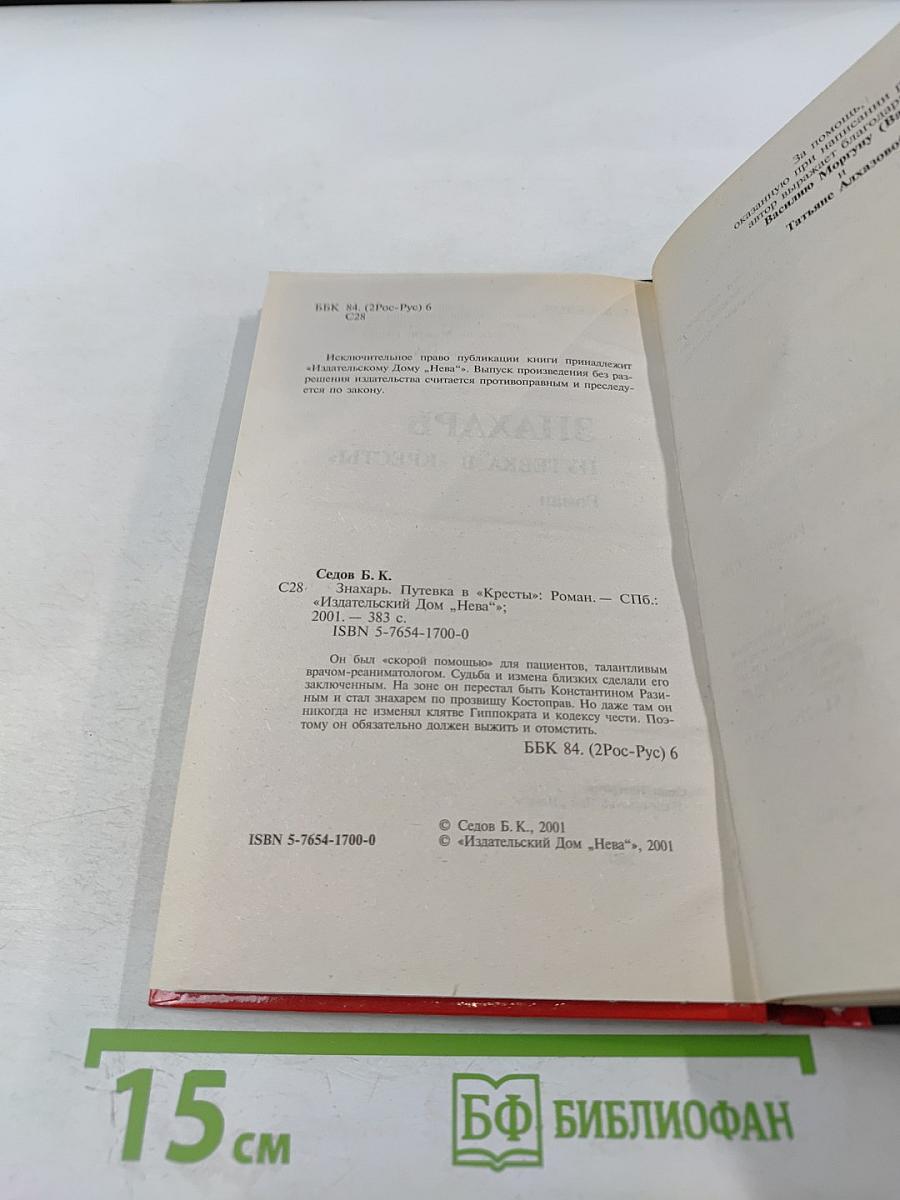 ББК 84. (2Рос-Рус) 6
С28
Исключительное право публикации книги принадлежит
«Издательскому Дому „Нева“». Выпуск произведения без раз-
решения издательства считается противоправным и преследу-
ется по закону.
ЗНАХАРЬ
ПУТЕВКА В «КРЕСТЫ»
Роман
Седов Б. К.
С28 Знахарь. Путевка в «Кресты»: Роман. — СПб.:
«Издательский Дом „Нева“»;
2001. — 383 с.
ISBN 5-7654-1700-0
Он был «скорой помощью» для пациентов, талантливым
врачом-реаниматологом. Судьба и измена близких сделали его
заключенным. На зоне он перестал быть Константином Рази-
ным и стал знахарем по прозвищу Костоправ. Но даже там он
никогда не изменял клятве Гиппократа и кодексу чести. Поэ-
тому он обязательно должен выжить и отомстить.
ББК 84. (2Рос-Рус) 6
ISBN 5-7654-1700-0
© Седов Б. К., 2001
© «Издательский Дом „Нева“», 2001
За помощь,
оказанную при написании
автор выражает
Василию Моргуну
и
Татьяне
15 см
БФ БИБЛИОФАН